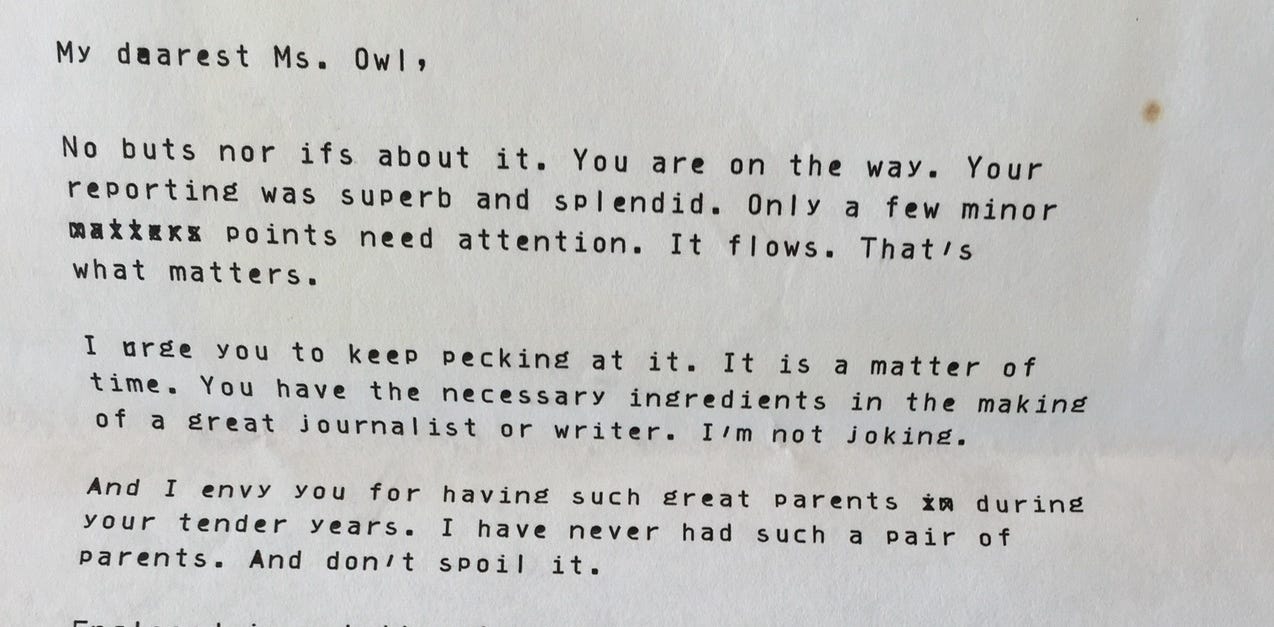 My dearest Ms. Owl,
No buts nor ifs about it. You are on the way. Your
reporting was superb and splendid. Only a few minor
points need attention. It flows. That's
what matters.
I urge you to keep pecking at it. It is a matter of
time. You have the necessary ingredients in the making
of a great journalist or writer. I'm not joking.
And I envy you for having such great parents during
your tender years. I have never had such a pair of
parents. And don't spoil it.